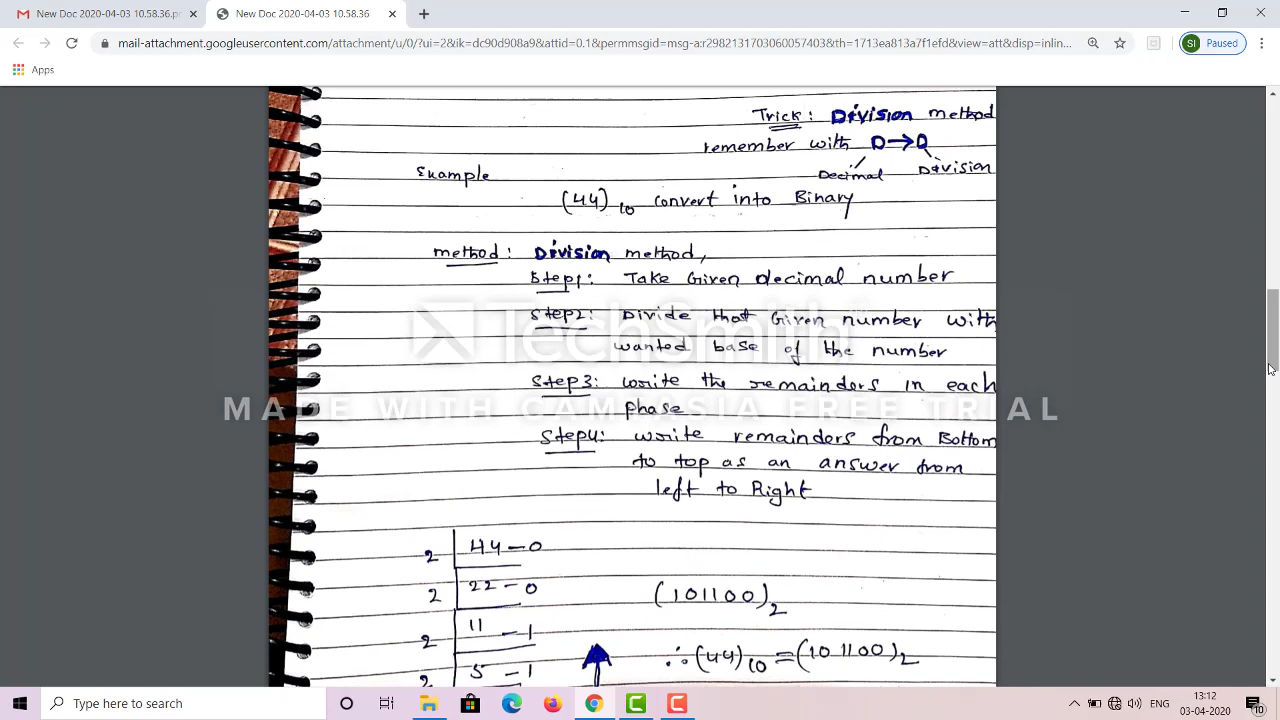 New Doc 2020-04-03 10.58.36.p
New Doc 2020-04-03 10.58.36
mail-attachment.googleusercontent.com/attachment/u/0/?ui=2&ik=dc90d908a9&attid=0.1&permmsgid=msg-ar2982131703060057403&th=1713ea813a7f1efd&view=att&disp=inlin...
SI Paused
Apps
Trick: Division method
remember with D→D
Decimal Division
Example
(44)10 convert into Binary
method: Division method,
Step1: Take Given decimal number
Step2: Divide that Given number with
wanted base of the number
Step3: write the remainders in each
phase
Step4: write remainders from Bottom
to top as an answer from
left to Right
TechSmith
MADE WITH CAMTASIA FREE TRIAL
2 44 - 0
2 22 - 0
(101100)2
2 11 - 1
2 5 - 1
∴ (44)10 = (101100)2
Type here to search
ENG
13:12
03-04-2020
10